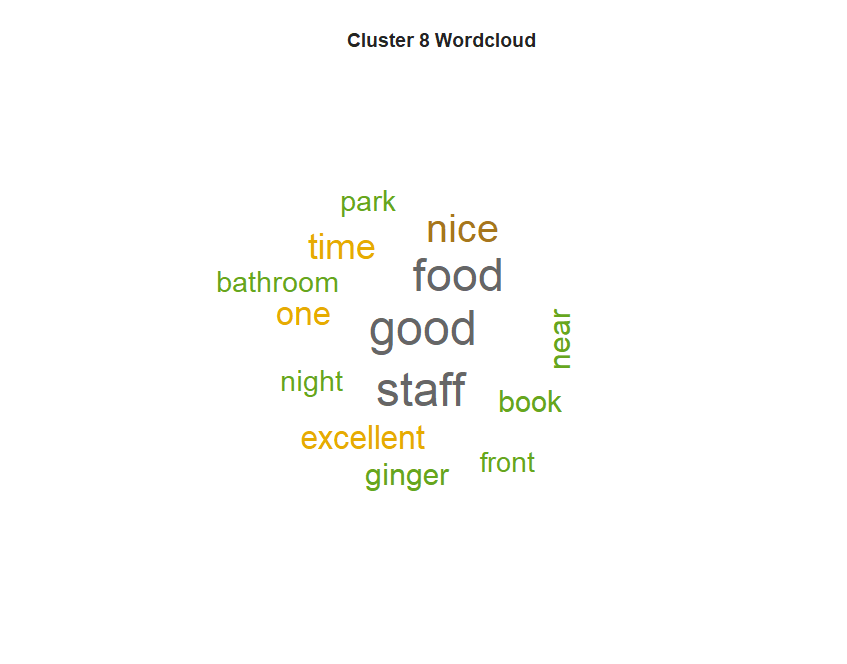 Cluster 8 Wordcloud
park
nice
time
food
bathroom
one
good
near
night
staff
book
excellent
front
ginger